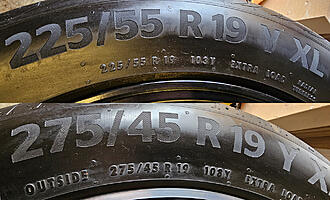 225/55 R 19 Y XL
225/55 R 19 103Y EXTRA LOAD
275/45 R 19 Y X
OUTSIDE 275/45 R 19 108Y EXTRA LOAD